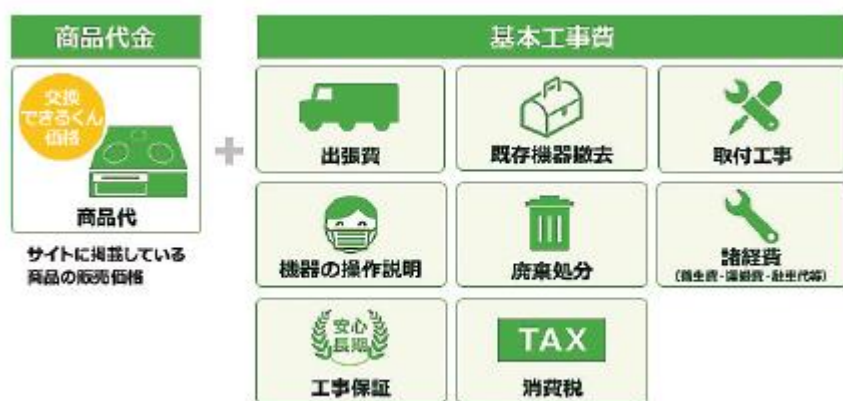 商品代金
交換
できるくん
価格
商品代
サイトに掲載している
商品の販売価格
基本工事費
出張費
既存機器撤去
取付工事
機器の操作説明
廃棄処分
諸経費
(養生費・運搬費・駐車代等)
安心
長期
工事保証
TAX
消費税